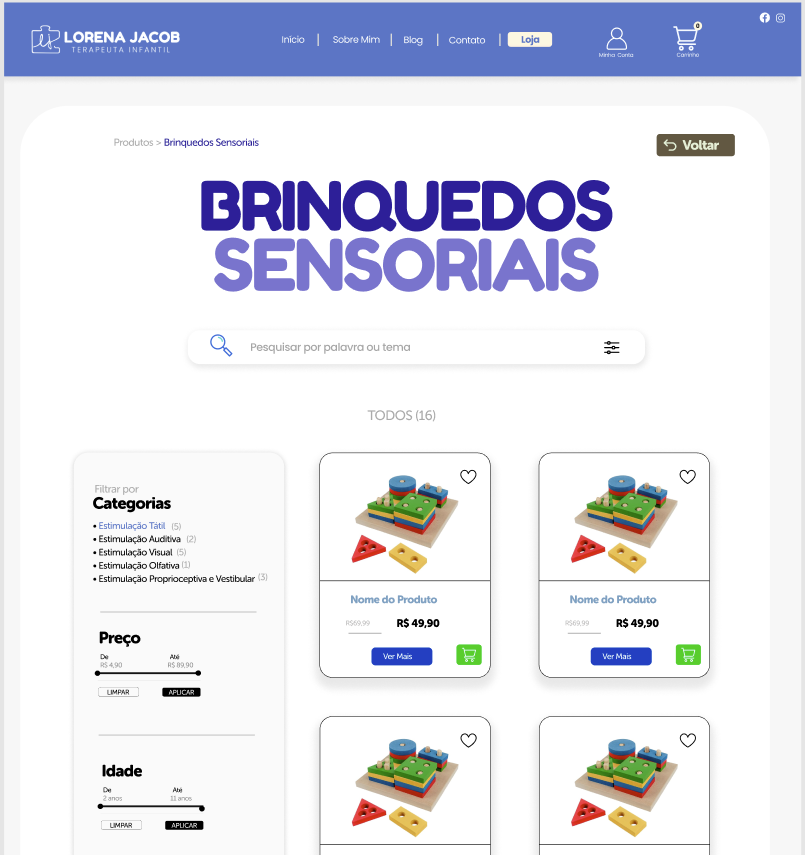 LORENA JACOB
TERAPEUTA INFANTIL
Início | Sobre Mim | Blog | Contato | Loja
Minha Conta
0
Carrinho
Produtos > Brinquedos Sensoriais
Voltar
BRINQUEDOS
SENSORIAIS
Pesquisar por palavra ou tema
TODOS (16)
Filtrar por
Categorias
• Estimulação Tátil (5)
• Estimulação Auditiva (2)
• Estimulação Visual (5)
• Estimulação Olfativa (1)
• Estimulação Proprioceptiva e Vestibular (3)
Preço
De Até
R$ 4,90 R$ 89,90
LIMPAR APLICAR
Idade
De Até
2 anos 11 anos
LIMPAR APLICAR
Nome do Produto
R$69,99 R$ 49,90
Ver Mais
Nome do Produto
R$69,99 R$ 49,90
Ver Mais